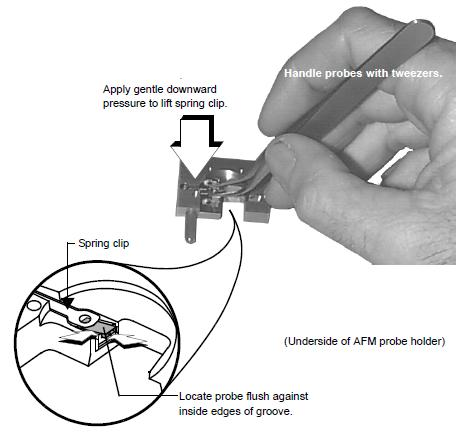 Handle probes with tweezers.
Apply gentle downward
pressure to lift spring clip.
Spring clip
(Underside of AFM probe holder)
Locate probe flush against
inside edges of groove.